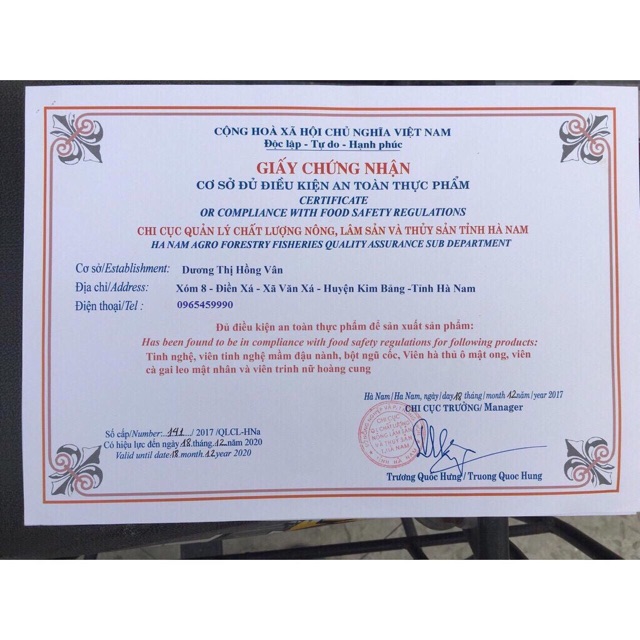 CỘNG HOÀ XÃ HỘI CHỦ NGHĨA VIỆT NAM
Độc lập - Tự do - Hạnh phúc
GIẤY CHỨNG NHẬN
CƠ SỞ ĐỦ ĐIỀU KIỆN AN TOÀN THỰC PHẨM
CERTIFICATE
OR COMPLIANCE WITH FOOD SAFETY REGULATIONS
CHI CỤC QUẢN LÝ CHẤT LƯỢNG NÔNG, LÂM SẢN VÀ THỦY SẢN TỈNH HÀ NAM
HA NAM AGRO FORESTRY FISHERIES QUALITY ASSURANCE SUB DEPARTMENT
Cơ sở/Establishment: Dương Thị Hồng Vân
Địa chỉ/Address: Xóm 8 - Điền Xá - Xã Văn Xá - Huyện Kim Bảng -Tỉnh Hà Nam
Điện thoại/Tel : 0965459990
Đủ điều kiện an toàn thực phẩm để sản xuất sản phẩm:
Has been found to be in compliance with food safety regulations for following products:
Tinh nghệ, viên tinh nghệ mầm đậu nành, bột ngũ cốc, Viên hà thủ ô mật ong, viên
cà gai leo mật nhân và viên trinh nữ hoàng cung
Hà Nam/ Ha Nam, ngày/day 18 tháng/ month 12 năm/year 2017
CHI CỤC TRƯỞNG/ Manager
Số cấp/Number: 141 / 2017 /QLCL-HNa
Có hiệu lực đến ngày 18 tháng 12 năm 2020
Valid until date 18 month 12 year 2020
Trương Quốc Hưng / Truong Quoc Hung